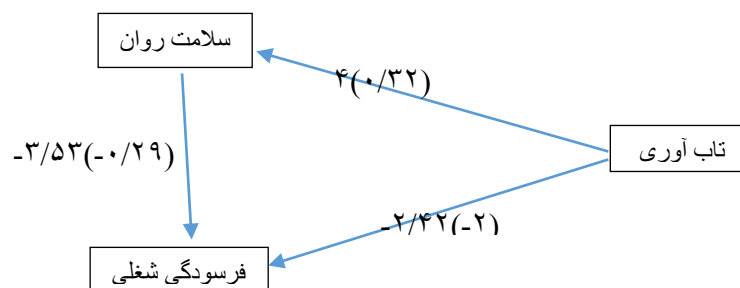 سلامت روان
۴(۰/۳۲)
تاب آوری
-۳/۵۳(-۰/۲۹)
-۲/۴۲(-۲)
فرسودگی شغلی